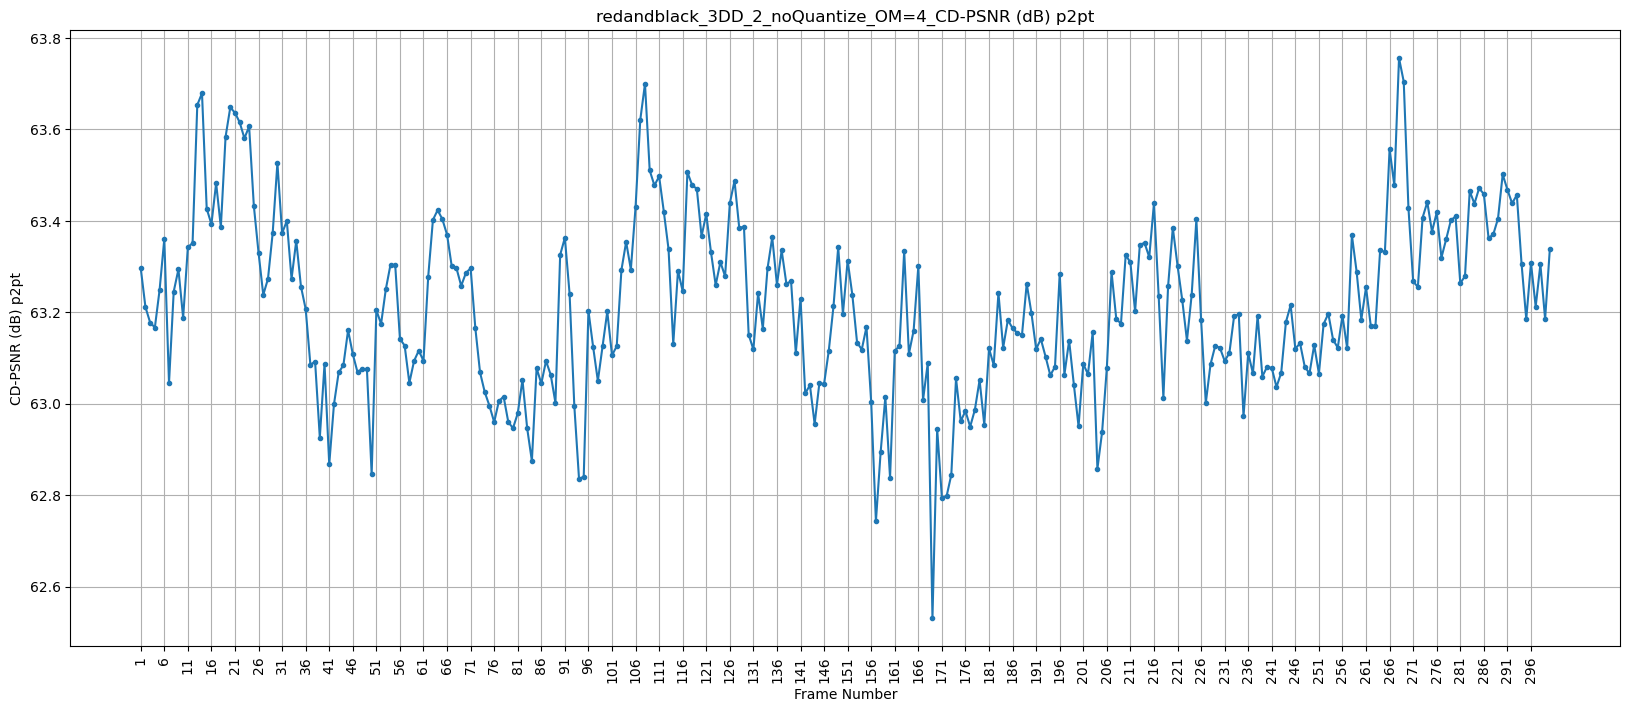 redandblack_3DD_2_noQuantize_OM=4_CD-PSNR (dB) p2pt
CD-PSNR (dB) p2pt
63.8
63.6
63.4
63.2
63.0
62.8
62.6
1 6 11 16 21 26 31 36 41 46 51 56 61 66 71 76 81 86 91 96 101 106 111 116 121 126 131 136 141 146 151 156 161 166 171 176 181 186 191 196 201 206 211 216 221 226 231 236 241 246 251 256 261 266 271 276 281 286 291 296
Frame Number